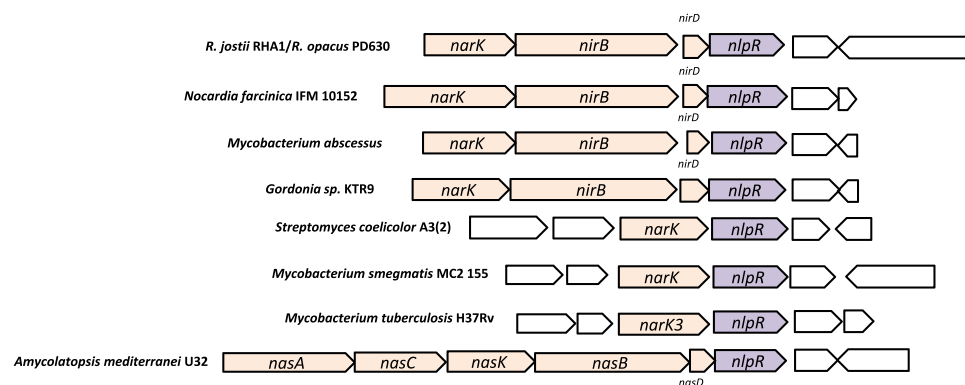 nirD
R. jostii RHA1/R. opacus PD630 narK nirB nlpR
nirD
Nocardia farcinica IFM 10152 narK nirB nlpR
nirD
Mycobacterium abscessus narK nirB nlpR
nirD
Gordonia sp. KTR9 narK nirB nlpR
Streptomyces coelicolor A3(2) narK nlpR
Mycobacterium smegmatis MC2 155 narK nlpR
Mycobacterium tuberculosis H37Rv narK3 nlpR
Amycolatopsis mediterranei U32 nasA nasC nasK nasB nlpR
nasD